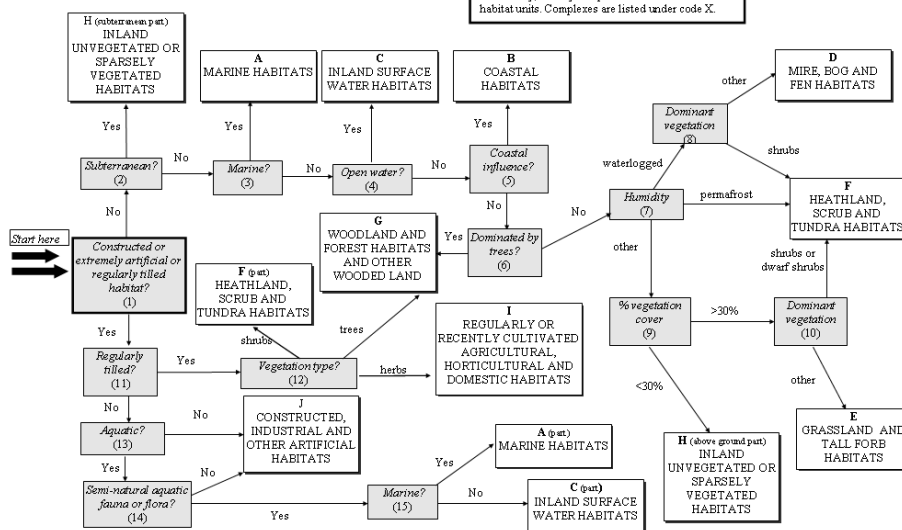 habitat units. Complexes are listed under code X.
H (subterranean part)
INLAND
UNVEGETATED OR
SPARSELY
VEGETATED
HABITATS
A
MARINE HABITATS
C
INLAND SURFACE
WATER HABITATS
B
COASTAL
HABITATS
D
MIRE, BOG AND
FEN HABITATS
other
Yes
Yes
Yes
Yes
Dominant
vegetation
(8)
shrubs
waterlogged
Subterranean?
(2)
No
Marine?
(3)
No
Open water?
(4)
No
Coastal
influence?
(5)
No
No
No
Humidity
(7)
permafrost
F
HEATHLAND,
SCRUB AND
TUNDRA HABITATS
Start here
Constructed or
extremely artificial or
regularly tilled
habitat?
(1)
G
WOODLAND AND
FOREST HABITATS
AND OTHER
WOODED LAND
Yes
Dominated by
trees?
(6)
other
shrubs or
dwarf shrubs
F (part)
HEATHLAND,
SCRUB AND
TUNDRA HABITATS
shrubs
trees
I
REGULARLY OR
RECENTLY CULTIVATED
AGRICULTURAL,
HORTICULTURAL AND
DOMESTIC HABITATS
% vegetation
cover
(9)
>30%
Dominant
vegetation
(10)
Yes
Regularly
tilled?
(11)
Yes
Vegetation type?
(12)
herbs
<30%
other
No
Aquatic?
(13)
No
J
CONSTRUCTED,
INDUSTRIAL AND
OTHER ARTIFICIAL
HABITATS
A (part)
MARINE HABITATS
H (above ground part)
INLAND
UNVEGETATED OR
SPARSELY
VEGETATED
HABITATS
E
GRASSLAND AND
TALL FORB
HABITATS
Yes
No
Semi-natural aquatic
fauna or flora?
(14)
Yes
Marine?
(15)
Yes
No
C (part)
INLAND SURFACE
WATER HABITATS